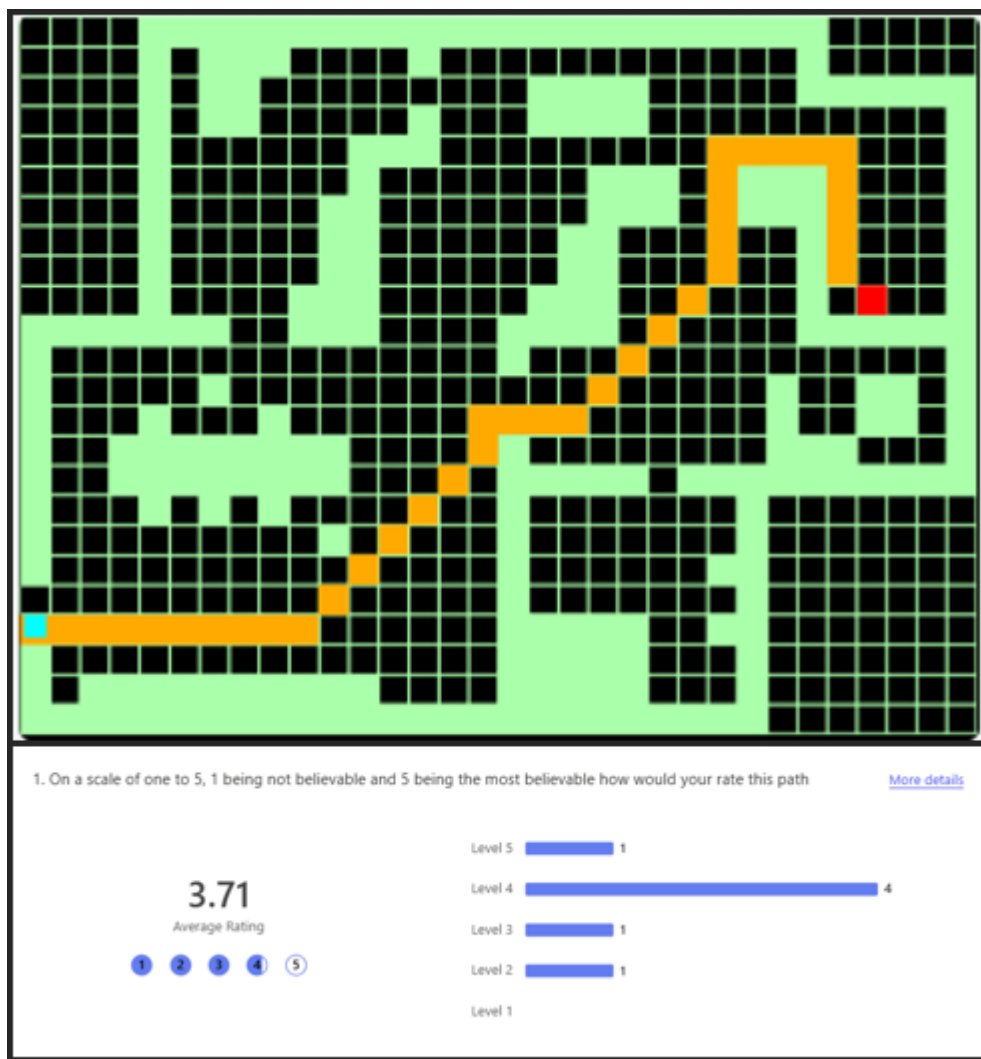 1. On a scale of one to 5, 1 being not believable and 5 being the most believable how would your rate this path
More details
3.71
Average Rating
1 2 3 4 5
Level 5 1
Level 4 4
Level 3 1
Level 2 1
Level 1